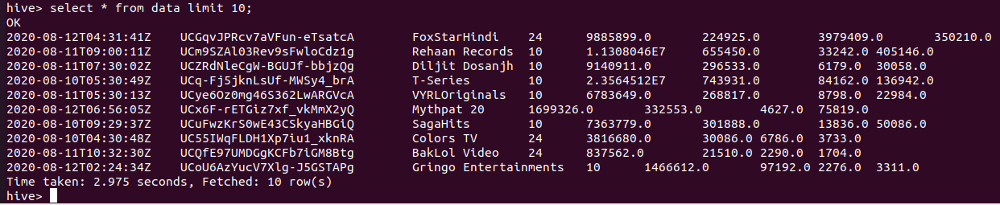 hive> select * from data limit 10;
OK
2020-08-12T04:31:41Z UCGqvJPRcv7aVFun-eTsatcA FoxStarHindi 24 9885899.0 224925.0 3979409.0 350210.0
2020-08-11T09:00:11Z UCm9SZAl03Rev9sFwloCdz1g Rehaan Records 10 1.1308046E7 655450.0 33242.0 405146.0
2020-08-11T07:30:02Z UCZRdNleCgW-BGUJf-bbjzQg Diljit Dosanjh 10 9140911.0 296533.0 6179.0 30058.0
2020-08-10T05:30:49Z UCq-Fj5jknLsUf-MWSy4_brA T-Series 10 2.3564512E7 743931.0 84162.0 136942.0
2020-08-11T05:30:13Z UCye6Oz0mg46S362LwARGVcA VYRLOriginals 10 6783649.0 268817.0 8798.0 22984.0
2020-08-12T06:56:05Z UCx6F-rETGiz7xf_vkMmX2yQ Mythpat 20 1699326.0 332553.0 4627.0 75819.0
2020-08-10T09:29:37Z UCuFwzKrS0wE43CSkyaHBGiQ SagaHits 10 7363779.0 301888.0 13836.0 50086.0
2020-08-10T04:30:48Z UC55IWqFLDH1Xp7iu1_xknRA Colors TV 24 3816680.0 30086.0 6786.0 3733.0
2020-08-11T10:32:30Z UCQfE97UMDGgKCFb7iGM8Btg BakLol Video 24 837562.0 21510.0 2290.0 1704.0
2020-08-12T02:24:34Z UCoU6AzYucV7Xlg-J5GSTAPg Gringo Entertainments 10 1466612.0 97192.0 2276.0 3311.0
Time taken: 2.975 seconds, Fetched: 10 row(s)
hive>